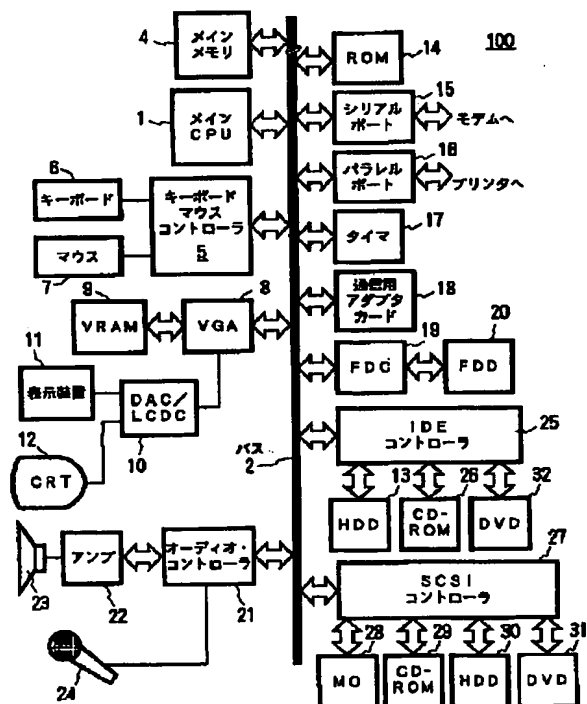 100
4
メイン
メモリ
ROM
14
1
メイン
CPU
15
シリアル
ポート
モデムへ
6
キーボード
キーボード
マウス
コントローラ
5
16
パラレル
ポート
プリンタへ
マウス
7
タイマ
17
9
8
VRAM
VGA
通信用
アダプタ
カード
18
19
20
FDC
FDD
11
表示装置
DAC/
LCDC
10
12
CRT
バス
2
IDE
コントローラ
25
13
26
32
HDD
CD-
ROM
DVD
27
23
アンプ
22
オーディオ・
コントローラ
21
SCSI
コントローラ
24
28
29
30
31
MO
CD-
ROM
HDD
DVD